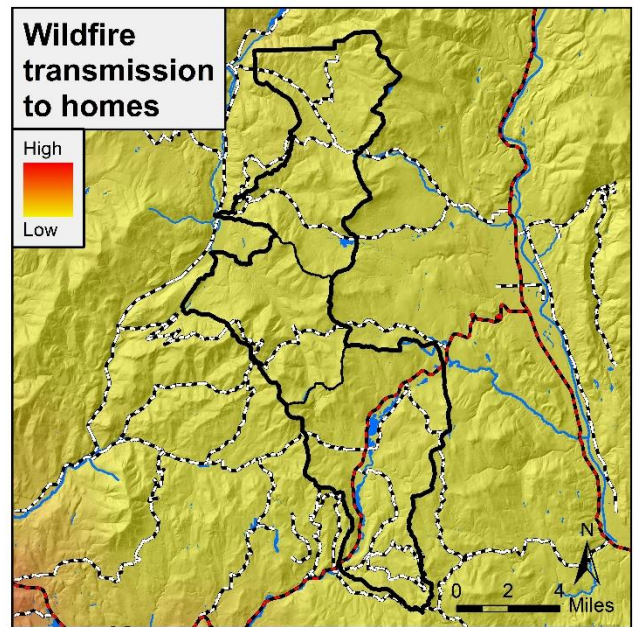 Wildfire
transmission
to homes
High
Low
N
0 2 4
Miles